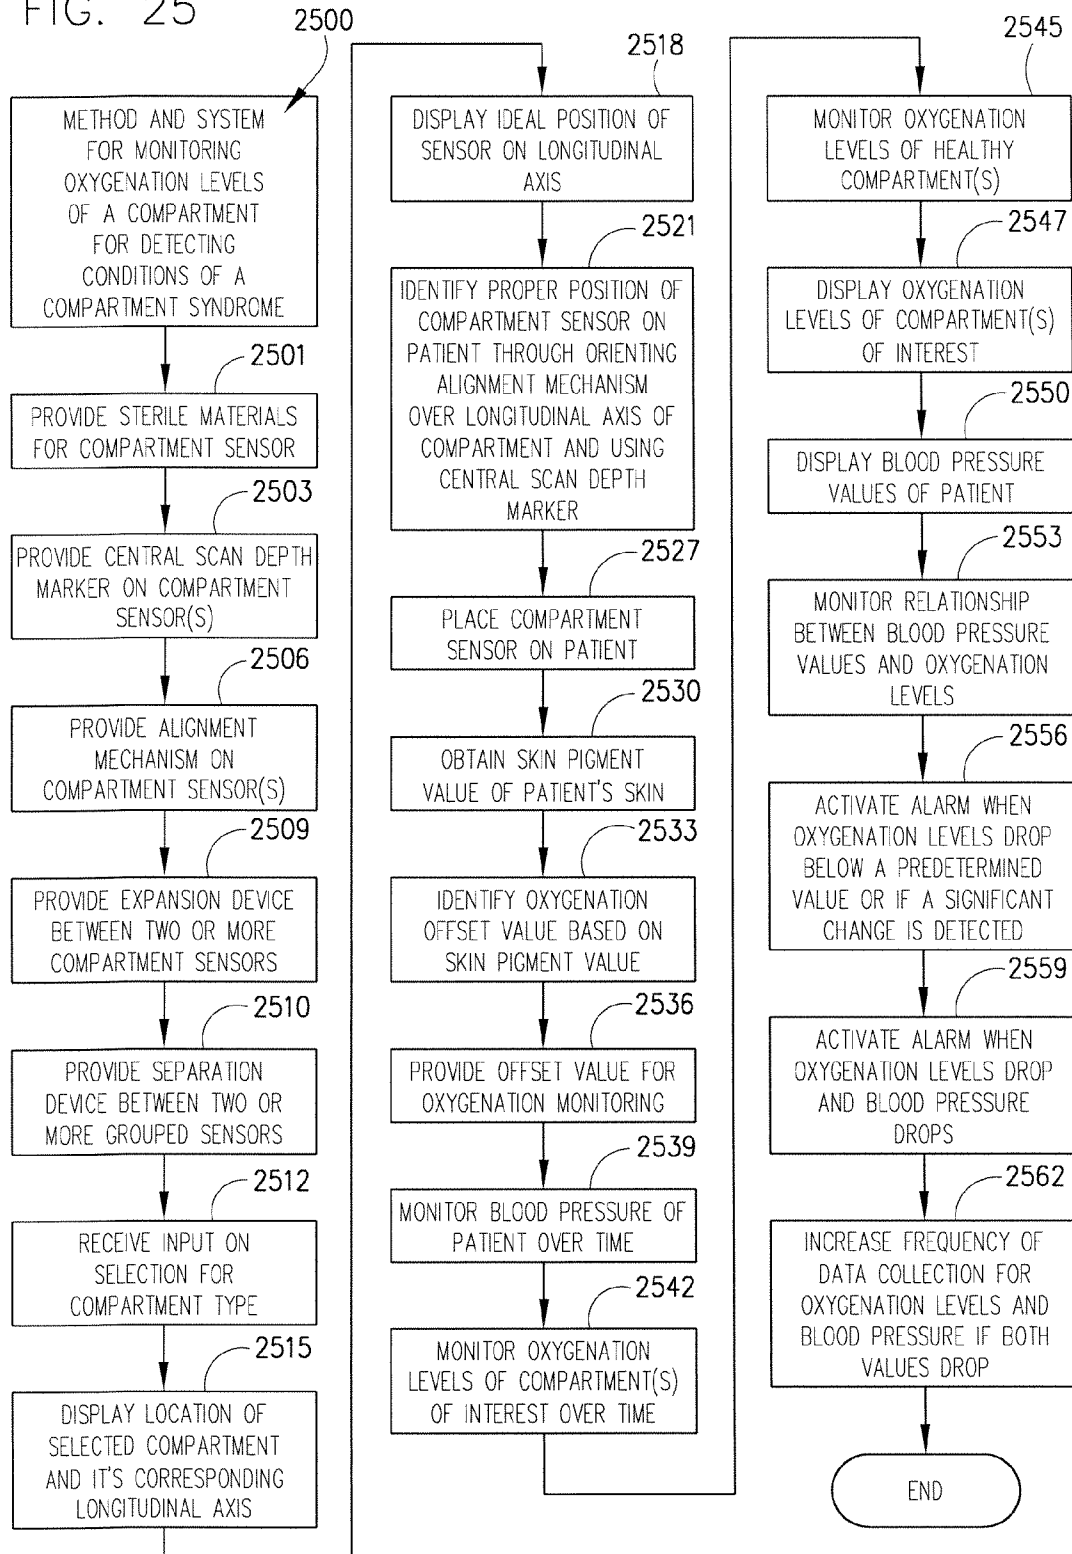 FIG. 25
2500
METHOD AND SYSTEM
FOR MONITORING
OXYGENATION LEVELS
OF A COMPARTMENT
FOR DETECTING
CONDITIONS OF A
COMPARTMENT SYNDROME
2501
PROVIDE STERILE MATERIALS
FOR COMPARTMENT SENSOR
2503
PROVIDE CENTRAL SCAN DEPTH
MARKER ON COMPARTMENT
SENSOR(S)
2506
PROVIDE ALIGNMENT
MECHANISM ON
COMPARTMENT SENSOR(S)
2509
PROVIDE EXPANSION DEVICE
BETWEEN TWO OR MORE
COMPARTMENT SENSORS
2510
PROVIDE SEPARATION
DEVICE BETWEEN TWO OR
MORE GROUPED SENSORS
2512
RECEIVE INPUT ON
SELECTION FOR
COMPARTMENT TYPE
2515
DISPLAY LOCATION OF
SELECTED COMPARTMENT
AND IT'S CORRESPONDING
LONGITUDINAL AXIS
2518
DISPLAY IDEAL POSITION OF
SENSOR ON LONGITUDINAL
AXIS
2521
IDENTIFY PROPER POSITION OF
COMPARTMENT SENSOR ON
PATIENT THROUGH ORIENTING
ALIGNMENT MECHANISM
OVER LONGITUDINAL AXIS OF
COMPARTMENT AND USING
CENTRAL SCAN DEPTH
MARKER
2527
PLACE COMPARTMENT
SENSOR ON PATIENT
2530
OBTAIN SKIN PIGMENT
VALUE OF PATIENT'S SKIN
2533
IDENTIFY OXYGENATION
OFFSET VALUE BASED ON
SKIN PIGMENT VALUE
2536
PROVIDE OFFSET VALUE FOR
OXYGENATION MONITORING
2539
MONITOR BLOOD PRESSURE OF
PATIENT OVER TIME
2542
MONITOR OXYGENATION
LEVELS OF COMPARTMENT(S)
OF INTEREST OVER TIME
2545
MONITOR OXYGENATION
LEVELS OF HEALTHY
COMPARTMENT(S)
2547
DISPLAY OXYGENATION
LEVELS OF COMPARTMENT(S)
OF INTEREST
2550
DISPLAY BLOOD PRESSURE
VALUES OF PATIENT
2553
MONITOR RELATIONSHIP
BETWEEN BLOOD PRESSURE
VALUES AND OXYGENATION
LEVELS
2556
ACTIVATE ALARM WHEN
OXYGENATION LEVELS DROP
BELOW A PREDETERMINED
VALUE OR IF A SIGNIFICANT
CHANGE IS DETECTED
2559
ACTIVATE ALARM WHEN
OXYGENATION LEVELS DROP
AND BLOOD PRESSURE
DROPS
2562
INCREASE FREQUENCY OF
DATA COLLECTION FOR
OXYGENATION LEVELS AND
BLOOD PRESSURE IF BOTH
VALUES DROP
END